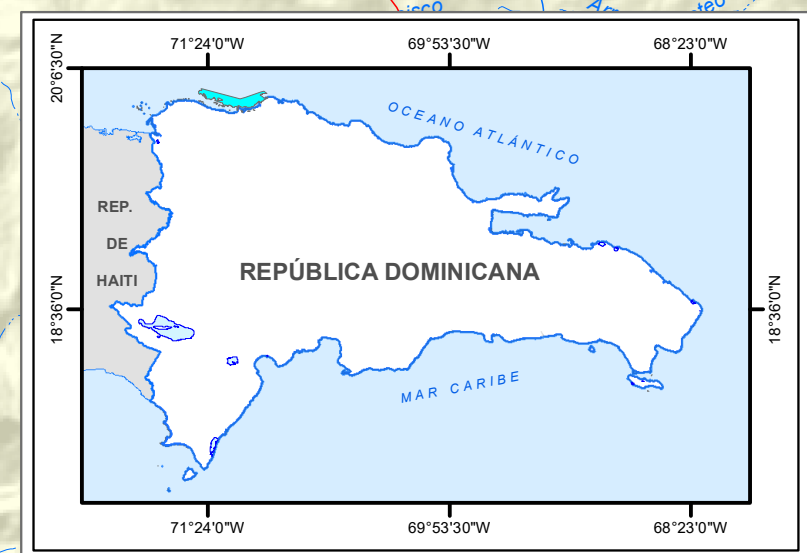 71°24'0"W 69°53'30"W 68°23'0"W
20°6'30"N
OCEANO ATLÁNTICO
REP.
DE
HAITI
REPÚBLICA DOMINICANA
18°36'0"N 18°36'0"N
MAR CARIBE
71°24'0"W 69°53'30"W 68°23'0"W